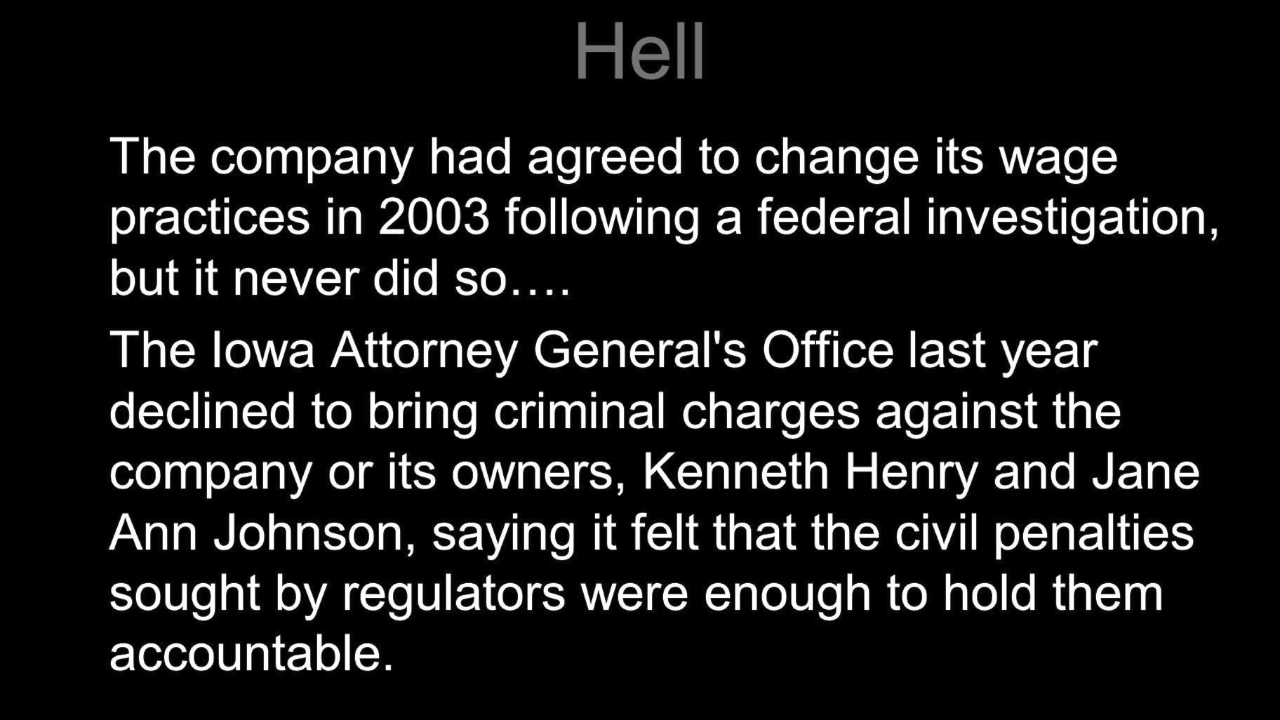 Hell
The company had agreed to change its wage
practices in 2003 following a federal investigation,
but it never did so….
The Iowa Attorney General's Office last year
declined to bring criminal charges against the
company or its owners, Kenneth Henry and Jane
Ann Johnson, saying it felt that the civil penalties
sought by regulators were enough to hold them
accountable.